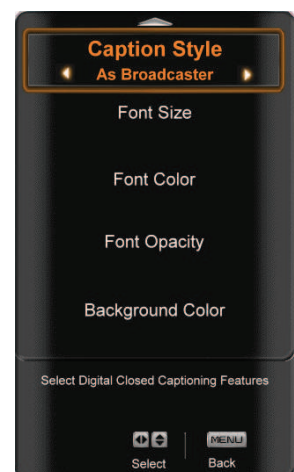 Caption Style
As Broadcaster
Font Size
Font Color
Font Opacity
Background Color
Select Digital Closed Captioning Features
MENU
Select Back